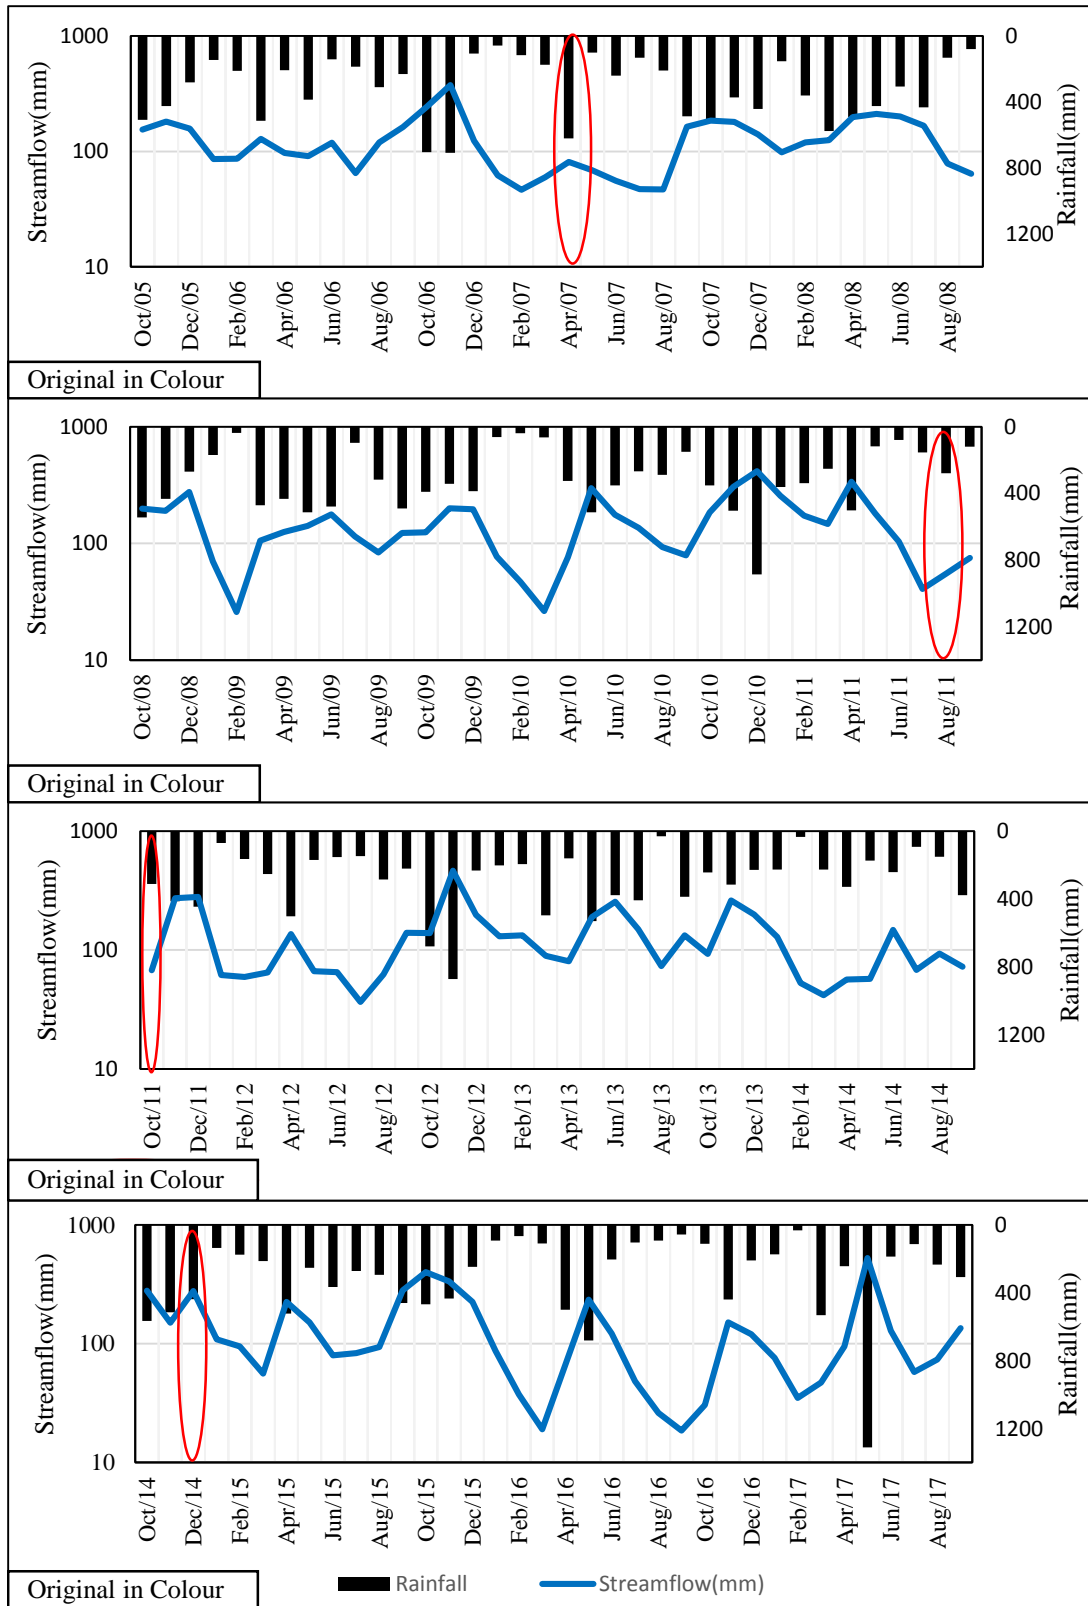 1000
100
10
Streamflow(mm)
0
400
800
1200
Rainfall(mm)
Oct/05
Dec/05
Feb/06
Apr/06
Jun/06
Aug/06
Oct/06
Dec/06
Feb/07
Apr/07
Jun/07
Aug/07
Oct/07
Dec/07
Feb/08
Apr/08
Jun/08
Aug/08
Original in Colour
1000
100
10
Streamflow(mm)
0
400
800
1200
Rainfall(mm)
Oct/08
Dec/08
Feb/09
Apr/09
Jun/09
Aug/09
Oct/09
Dec/09
Feb/10
Apr/10
Jun/10
Aug/10
Oct/10
Dec/10
Feb/11
Apr/11
Jun/11
Aug/11
Original in Colour
1000
100
10
Streamflow(mm)
0
400
800
1200
Rainfall(mm)
Oct/11
Dec/11
Feb/12
Apr/12
Jun/12
Aug/12
Oct/12
Dec/12
Feb/13
Apr/13
Jun/13
Aug/13
Oct/13
Dec/13
Feb/14
Apr/14
Jun/14
Aug/14
Original in Colour
1000
100
10
Streamflow(mm)
0
400
800
1200
Rainfall(mm)
Oct/14
Dec/14
Feb/15
Apr/15
Jun/15
Aug/15
Oct/15
Dec/15
Feb/16
Apr/16
Jun/16
Aug/16
Oct/16
Dec/16
Feb/17
Apr/17
Jun/17
Aug/17
Rainfall
Streamflow(mm)
Original in Colour